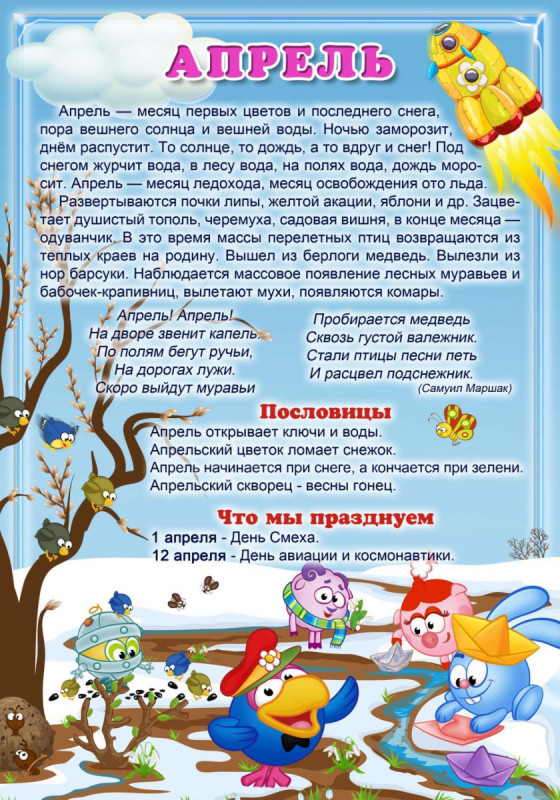 АПРЕЛЬ
Апрель — месяц первых цветов и последнего снега,
пора вешнего солнца и вешней воды. Ночью заморозит,
днём распустит. То солнце, то дождь, а то вдруг и снег! Под
снегом журчит вода, в лесу вода, на полях вода, дождь моро-
сит. Апрель — месяц ледохода, месяц освобождения ото льда.
Развертываются почки липы, желтой акации, яблони и др. Зацве-
тает душистый тополь, черемуха, садовая вишня, в конце месяца —
одуванчик. В это время массы перелетных птиц возвращаются из
теплых краев на родину. Вышел из берлоги медведь. Вылезли из
нор барсуки. Наблюдается массовое появление лесных муравьев и
бабочек-крапивниц, вылетают мухи, появляются комары.
Апрель! Апрель!
На дворе звенит капель.
По полям бегут ручьи,
На дорогах лужи.
Скоро выйдут муравьи
Пробирается медведь
Сквозь густой валежник.
Стали птицы песни петь
И расцвел подснежник.
(Самуил Маршак)
Пословицы
Апрель открывает ключи и воды.
Апрельский цветок ломает снежок.
Апрель начинается при снеге, а кончается при зелени.
Апрельский скворец - весны гонец.
Что мы празднуем
1 апреля - День Смеха.
12 апреля - День авиации и космонавтики.